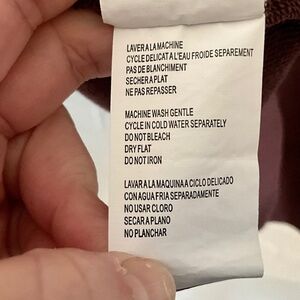 LAVER A LA MACHINE
CYCLE DELICAT A L'EAU FROIDE SEPAREMENT
PAS DE BLANCHIMENT
SECHER A PLAT
NE PAS REPASSER
MACHINE WASH GENTLE
CYCLE IN COLD WATER SEPARATELY
DO NOT BLEACH
DRY FLAT
DO NOT IRON
LAVAR A LA MAQUINA A CICLO DELICADO
CON AGUA FRIA SEPARADAMENTE
NO USAR CLORO
SECAR A PLANO
NO PLANCHAR